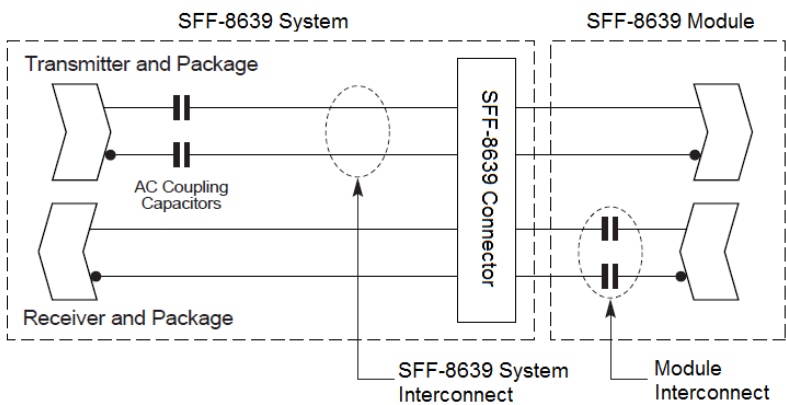 SFF-8639 System
SFF-8639 Module
Transmitter and Package
SFF-8639 Connector
AC Coupling
Capacitors
Receiver and Package
SFF-8639 System
Interconnect
Module
Interconnect